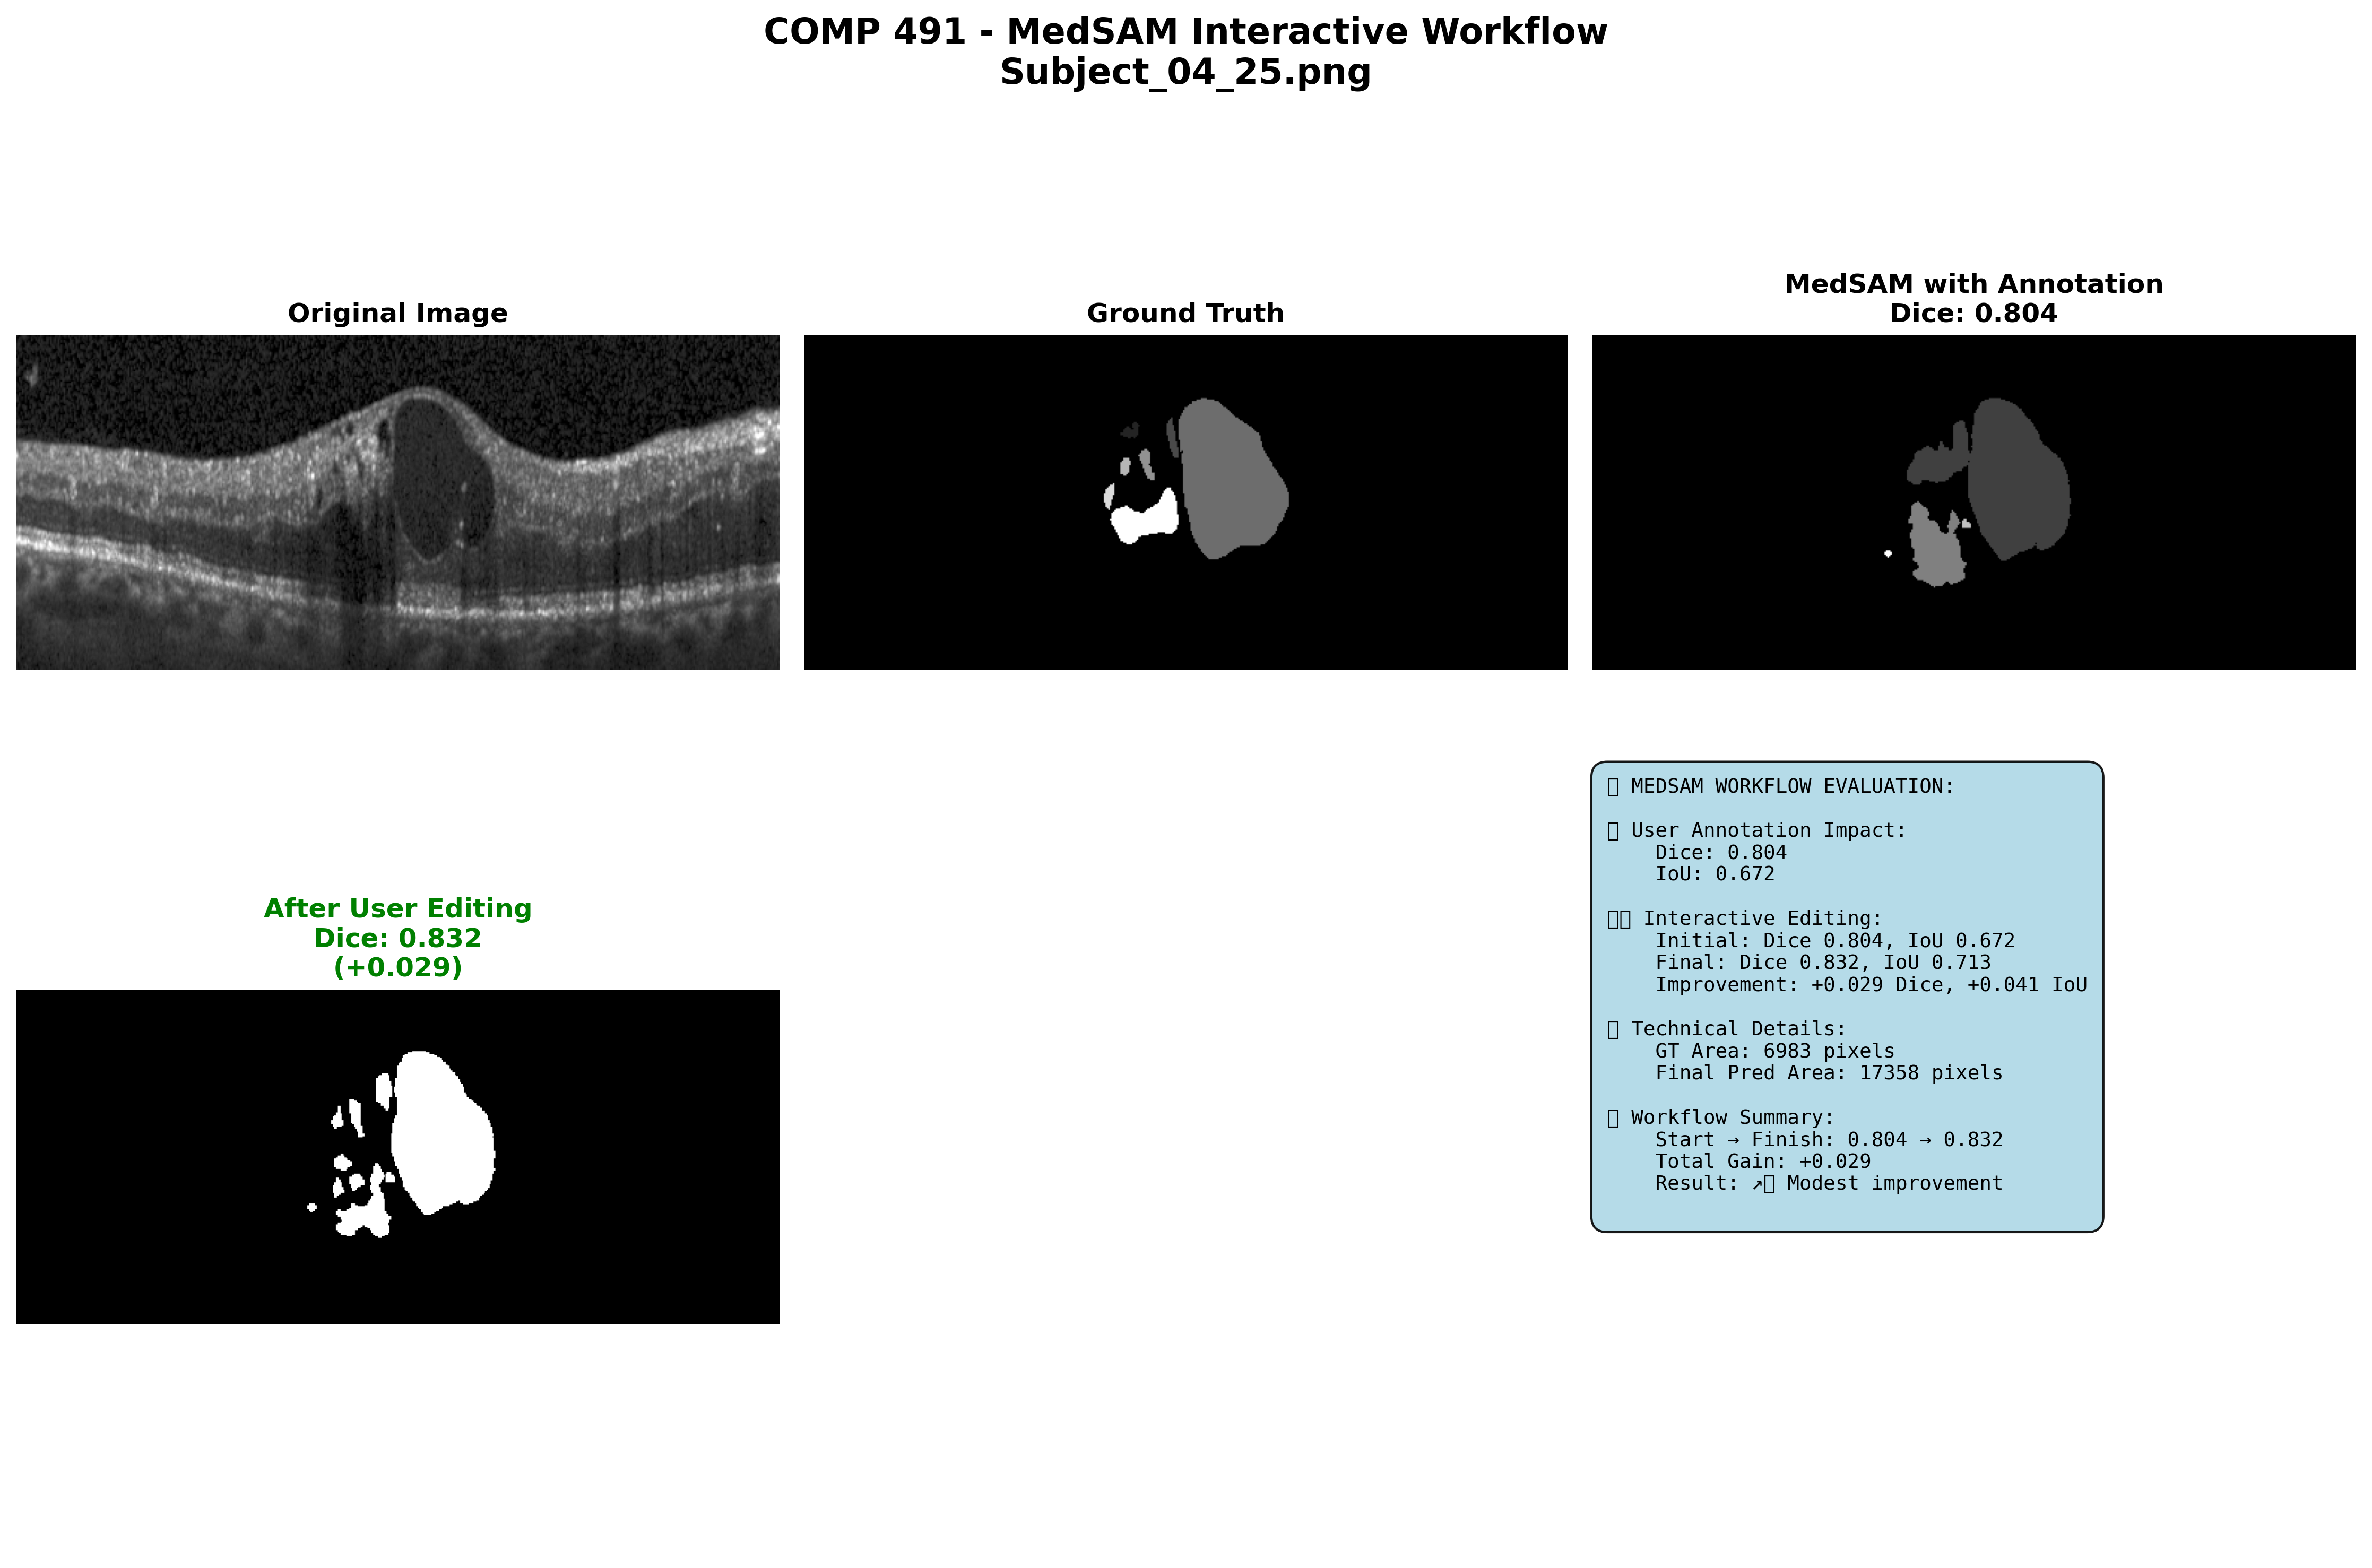 COMP 491 - MedSAM Interactive Workflow
Subject_04_25.png
Original Image
Ground Truth
MedSAM with Annotation
Dice: 0.804
After User Editing
Dice: 0.832
(+0.029)
▯ MEDSAM WORKFLOW EVALUATION:
▯ User Annotation Impact:
Dice: 0.804
IoU: 0.672
▯▯ Interactive Editing:
Initial: Dice 0.804, IoU 0.672
Final: Dice 0.832, IoU 0.713
Improvement: +0.029 Dice, +0.041 IoU
▯ Technical Details:
GT Area: 6983 pixels
Final Pred Area: 17358 pixels
▯ Workflow Summary:
Start → Finish: 0.804 → 0.832
Total Gain: +0.029
Result: ↗▯ Modest improvement